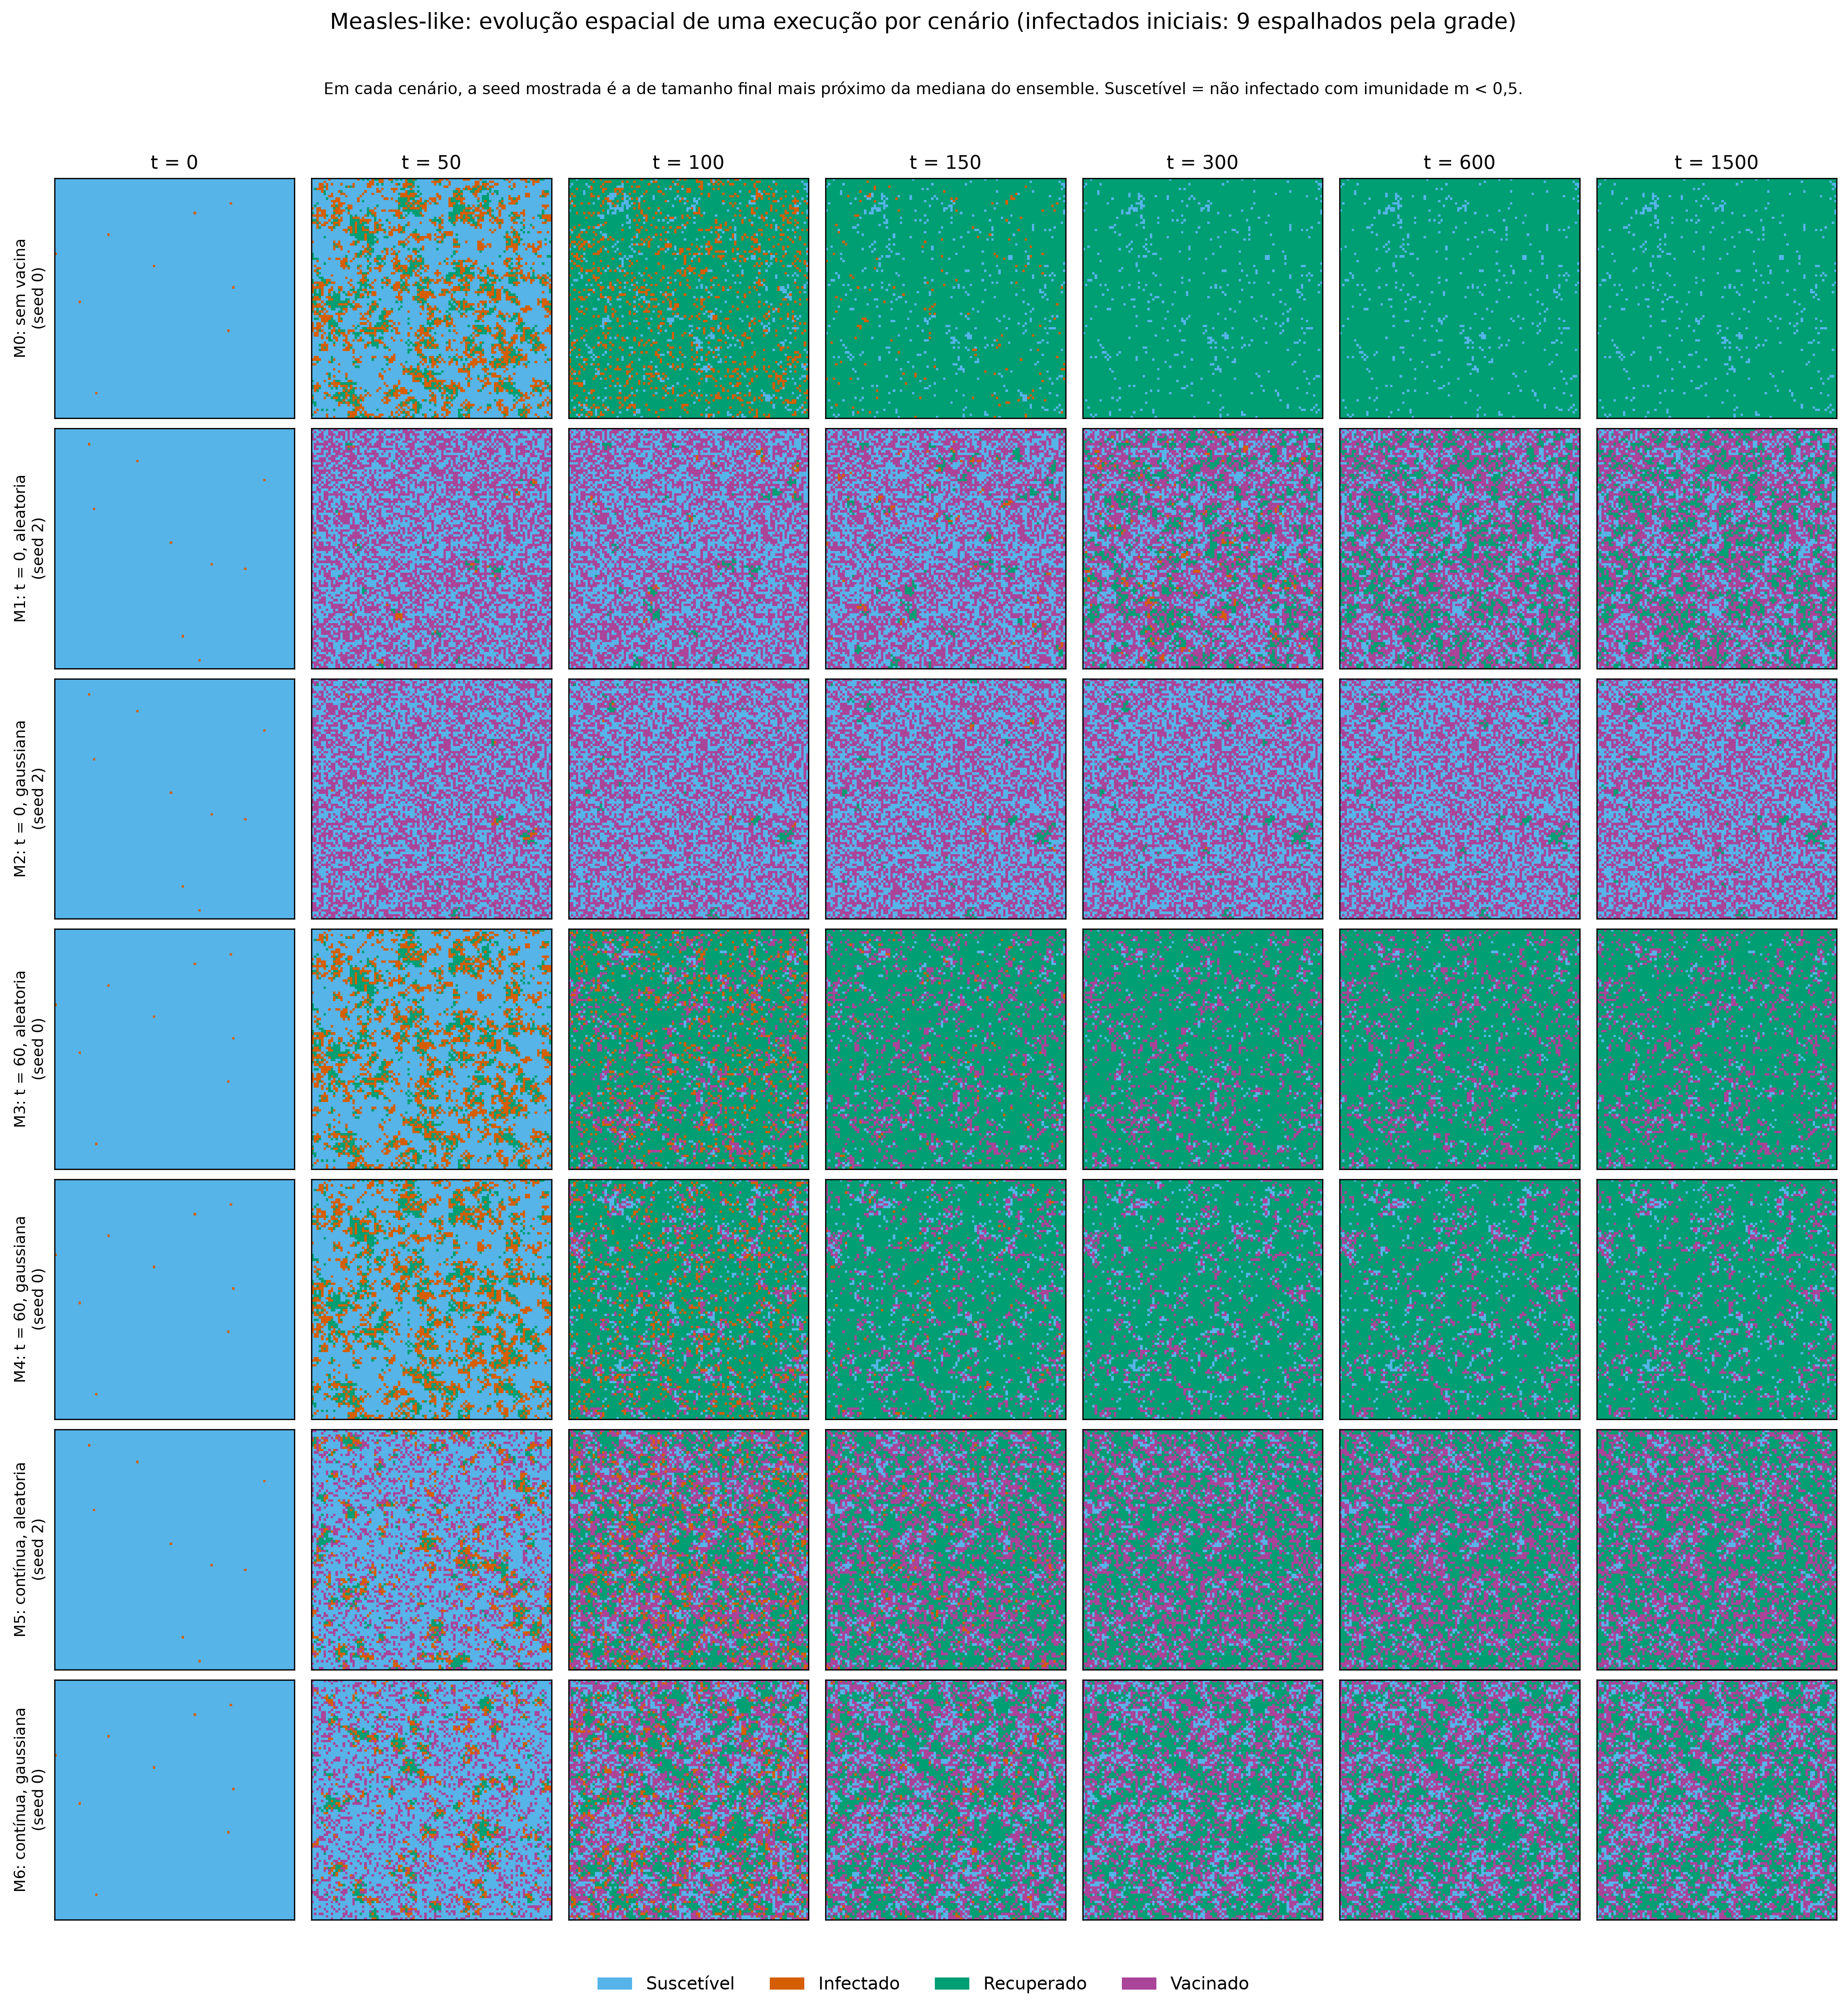 Measles-like: evolução espacial de uma execução por cenário (infectados iniciais: 9 espalhados pela grade)
Em cada cenário, a seed mostrada é a de tamanho final mais próximo da mediana do ensemble. Suscetível = não infectado com imunidade m < 0,5.
t = 0
t = 50
t = 100
t = 150
t = 300
t = 600
t = 1500
M0: sem vacina
(seed 0)
M1: t = 0, aleatoria
(seed 2)
M2: t = 0, gaussiana
(seed 2)
M3: t = 60, aleatoria
(seed 0)
M4: t = 60, gaussiana
(seed 0)
M5: contínua, aleatoria
(seed 2)
M6: contínua, gaussiana
(seed 0)
Suscetível
Infectado
Recuperado
Vacinado